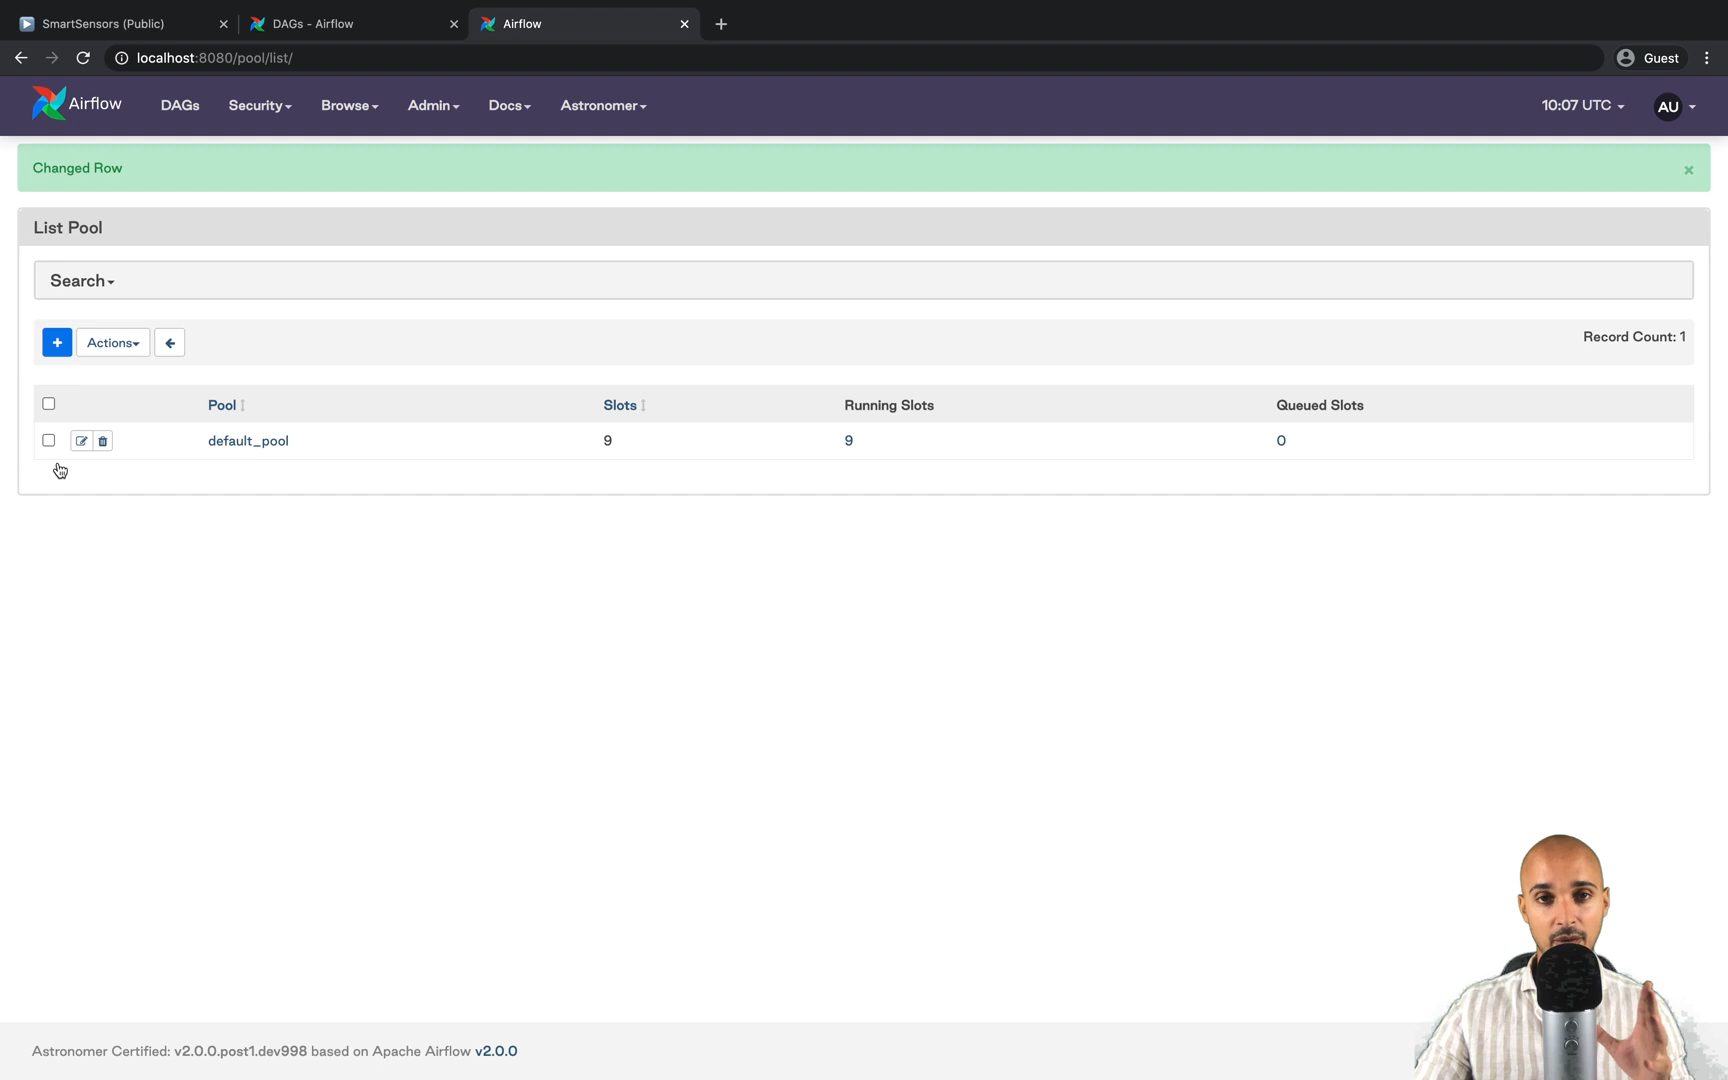 SmartSensors (Public)
DAGs - Airflow
Airflow
localhost:8080/pool/list/
Guest
Airflow
DAGs
Security
Browse
Admin
Docs
Astronomer
10:07 UTC
AU
Changed Row
List Pool
Search
Actions
Record Count: 1
Pool
Slots
Running Slots
Queued Slots
default_pool
9
9
0
Astronomer Certified: v2.0.0.post1.dev998 based on Apache Airflow v2.0.0